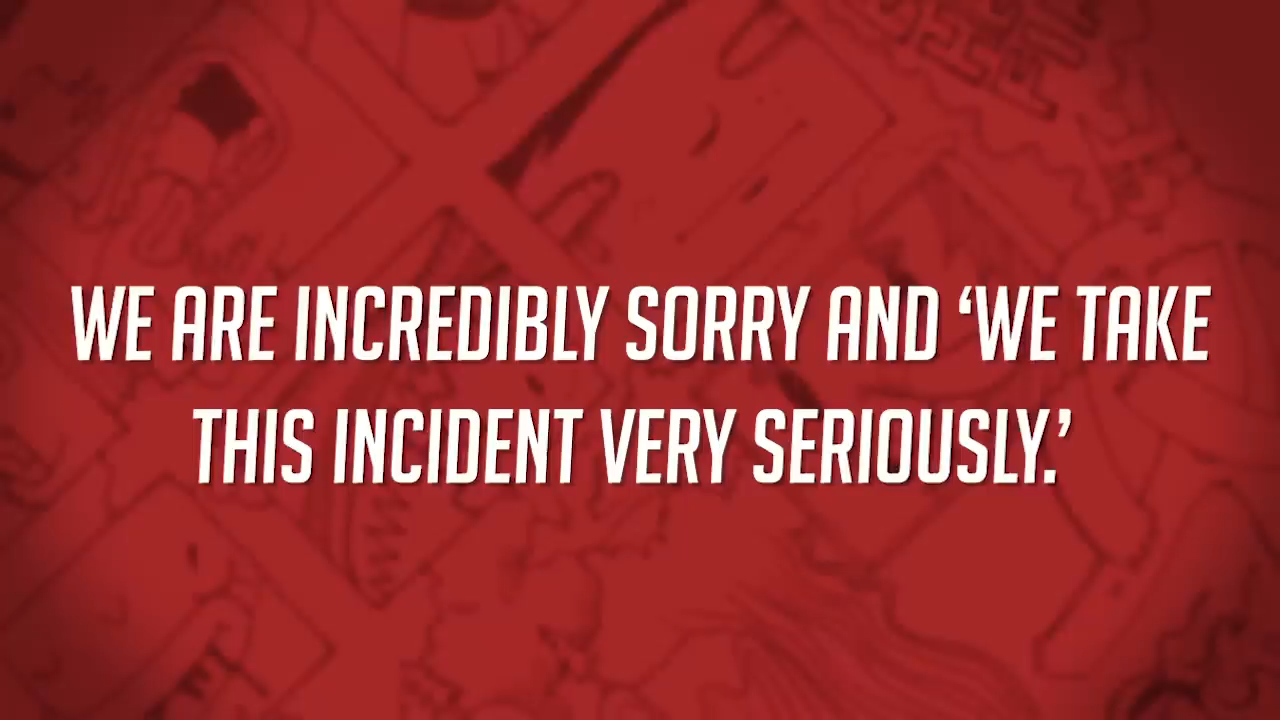 WE ARE INCREDIBLY SORRY AND ‘WE TAKE
THIS INCIDENT VERY SERIOUSLY.’